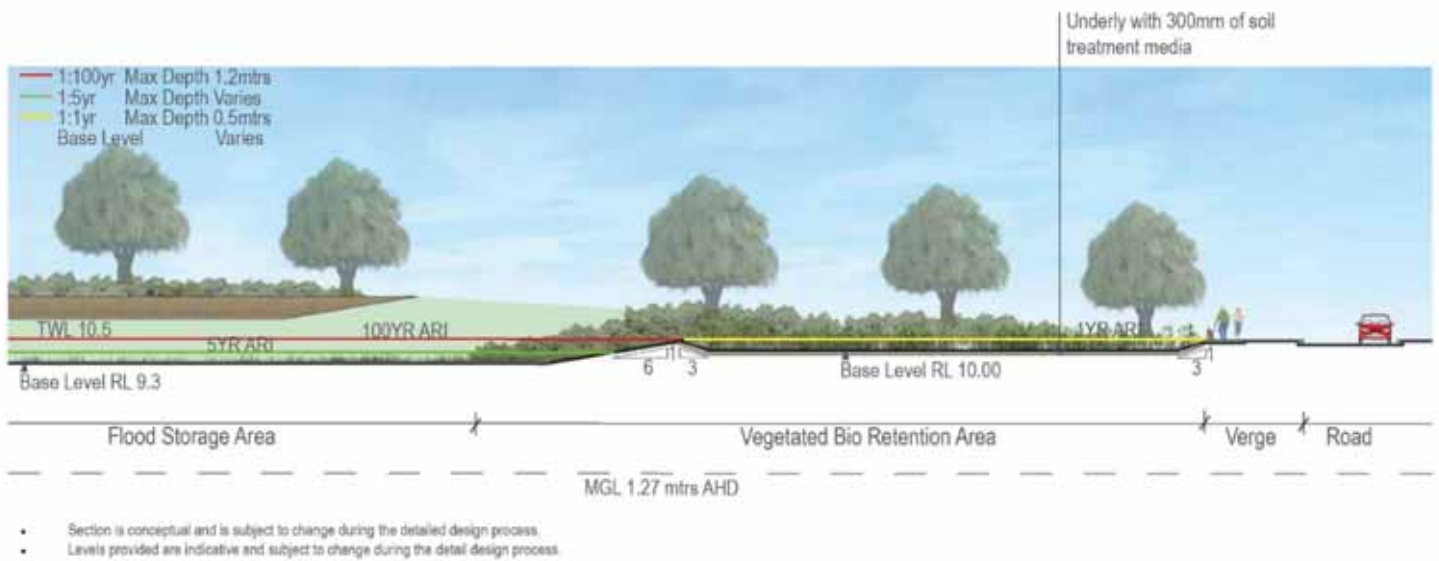 Underly with 300mm of soil
treatment media
1:100yr Max Depth 1.2mtrs
1:5yr Max Depth Varies
1:1yr Max Depth 0.5mtrs
Base Level Varies
TWL 10.5
100YR ARI
5YR ARI
1YR ARI
6
1
3
3
1
Base Level RL 9.3
Base Level RL 10.00
Flood Storage Area
Vegetated Bio Retention Area
Verge
Road
MGL 1.27 mtrs AHD
• Section is conceptual and is subject to change during the detailed design process.
• Levels provided are indicative and subject to change during the detail design process.